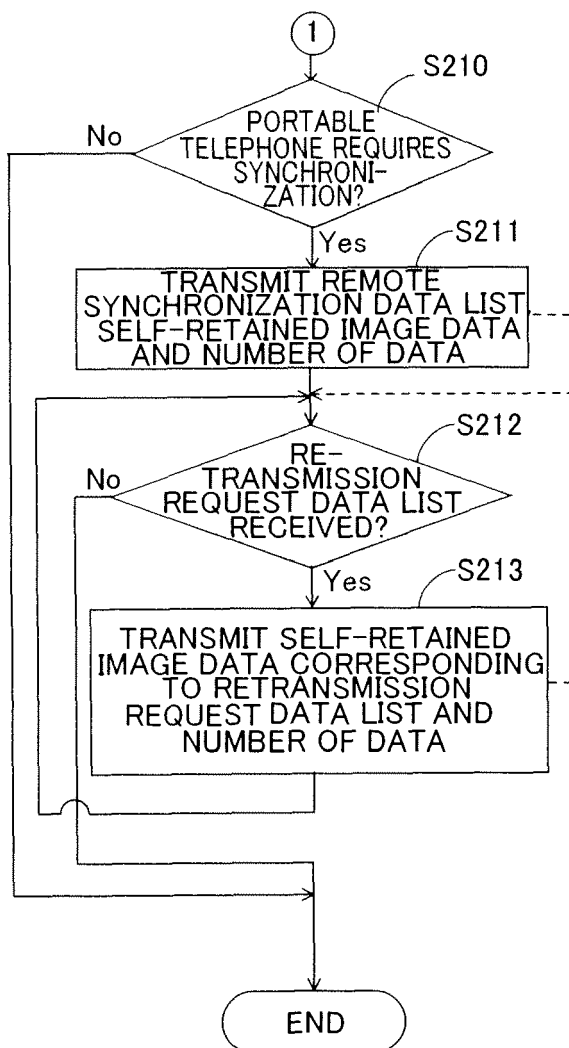 1
S210
PORTABLE
TELEPHONE REQUIRES
SYNCHRONI-
ZATION?
No
Yes
S211
TRANSMIT REMOTE
SYNCHRONIZATION DATA LIST
SELF-RETAINED IMAGE DATA
AND NUMBER OF DATA
S212
RE-
TRANSMISSION
REQUEST DATA LIST
RECEIVED?
No
Yes
S213
TRANSMIT SELF-RETAINED
IMAGE DATA CORRESPONDING
TO RETRANSMISSION
REQUEST DATA LIST AND
NUMBER OF DATA
END